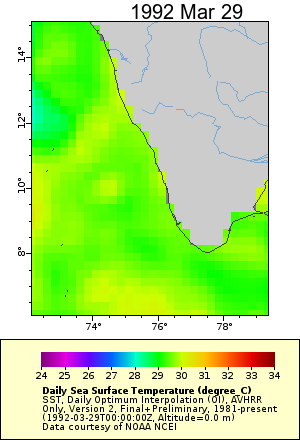 1992 Mar 29
14°
12°
10°
8°
74°
76°
78°
24 25 26 27 28 29 30 31 32 33 34
Daily Sea Surface Temperature (degree_C)
SST, Daily Optimum Interpolation (OI), AVHRR
Only, Version 2, Final+Preliminary, 1981-present
(1992-03-29T00:00:00Z, Altitude=0.0 m)
Data courtesy of NOAA NCEI